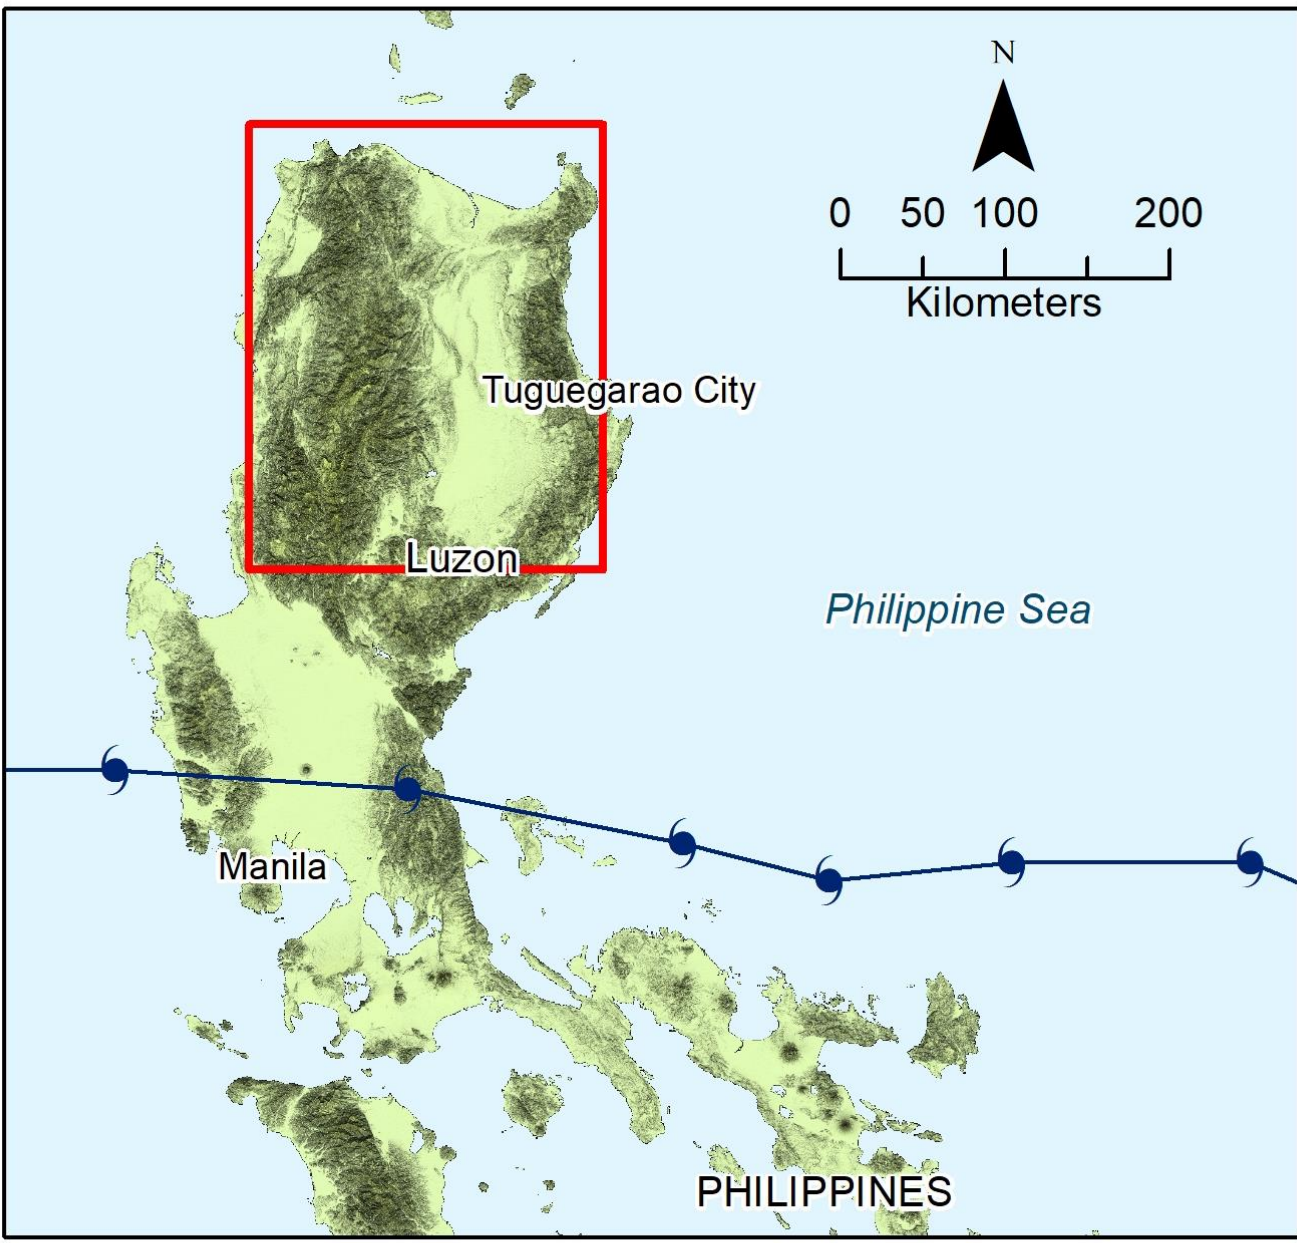 N
0 50 100 200
Kilometers
Tuguegarao City
Luzon
Philippine Sea
Manila
PHILIPPINES